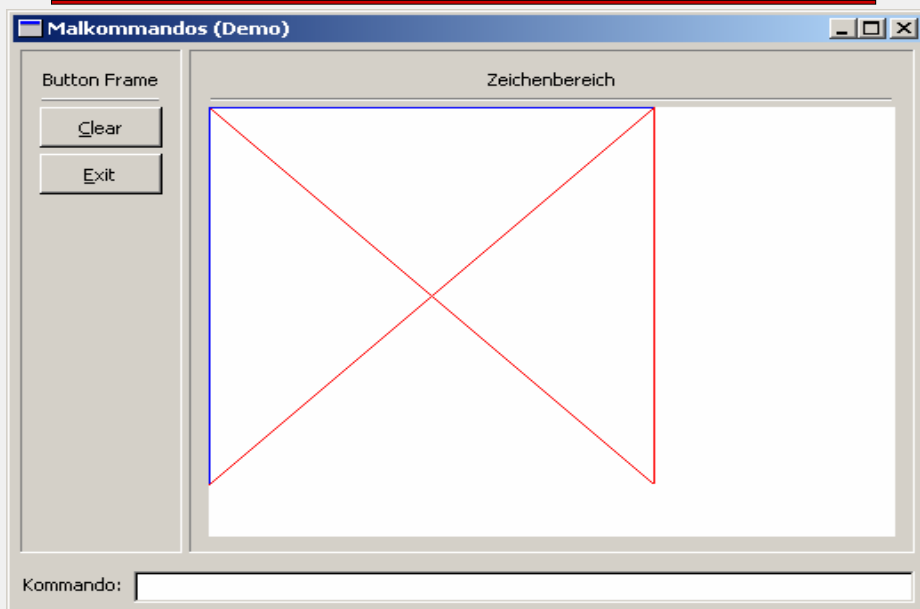 Malkommandos (Demo)
Button Frame
Zeichenbereich
Clear
Exit
Kommando: